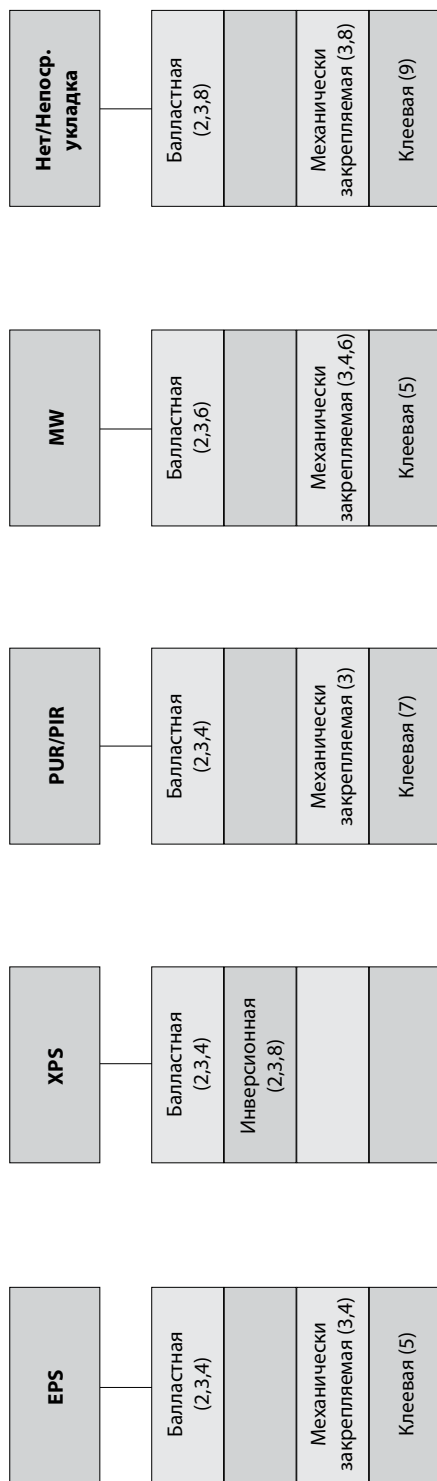 EPS
Балластная
(2,3,4)
Механически
закрепляемая (3,4)
Клеевая (5)
XPS
Балластная
(2,3,4)
Инверсионная
(2,3,8)
PUR/PIR
Балластная
(2,3,4)
Механически
закрепляемая (3)
Клеевая (7)
MW
Балластная
(2,3,6)
Механически
закрепляемая (3,4,6)
Клеевая (5)
Нет/Непоср.
укладка
Балластная
(2,3,8)
Механически
закрепляемая (3,8)
Клеевая (9)